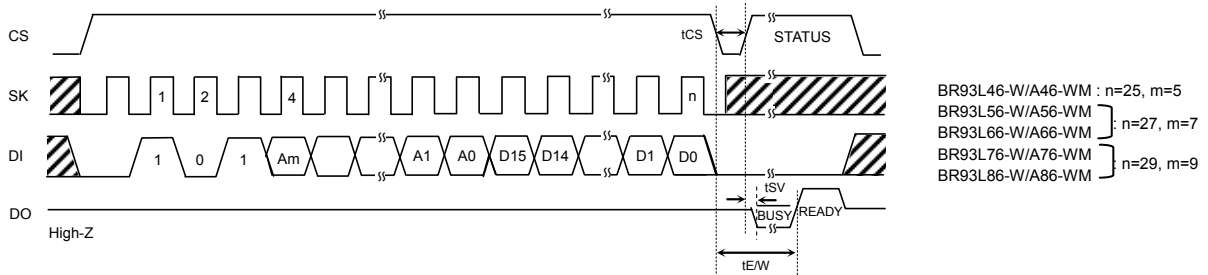 CS
tCS
STATUS
SK
1 2 4 n
BR93L46-W/A46-WM : n=25, m=5
BR93L56-W/A56-WM
BR93L66-W/A66-WM
: n=27, m=7
BR93L76-W/A76-WM
BR93L86-W/A86-WM
: n=29, m=9
DI
1 0 1 Am A1 A0 D15 D14 D1 D0
tSV
DO
BUSY READY
High-Z
tE/W